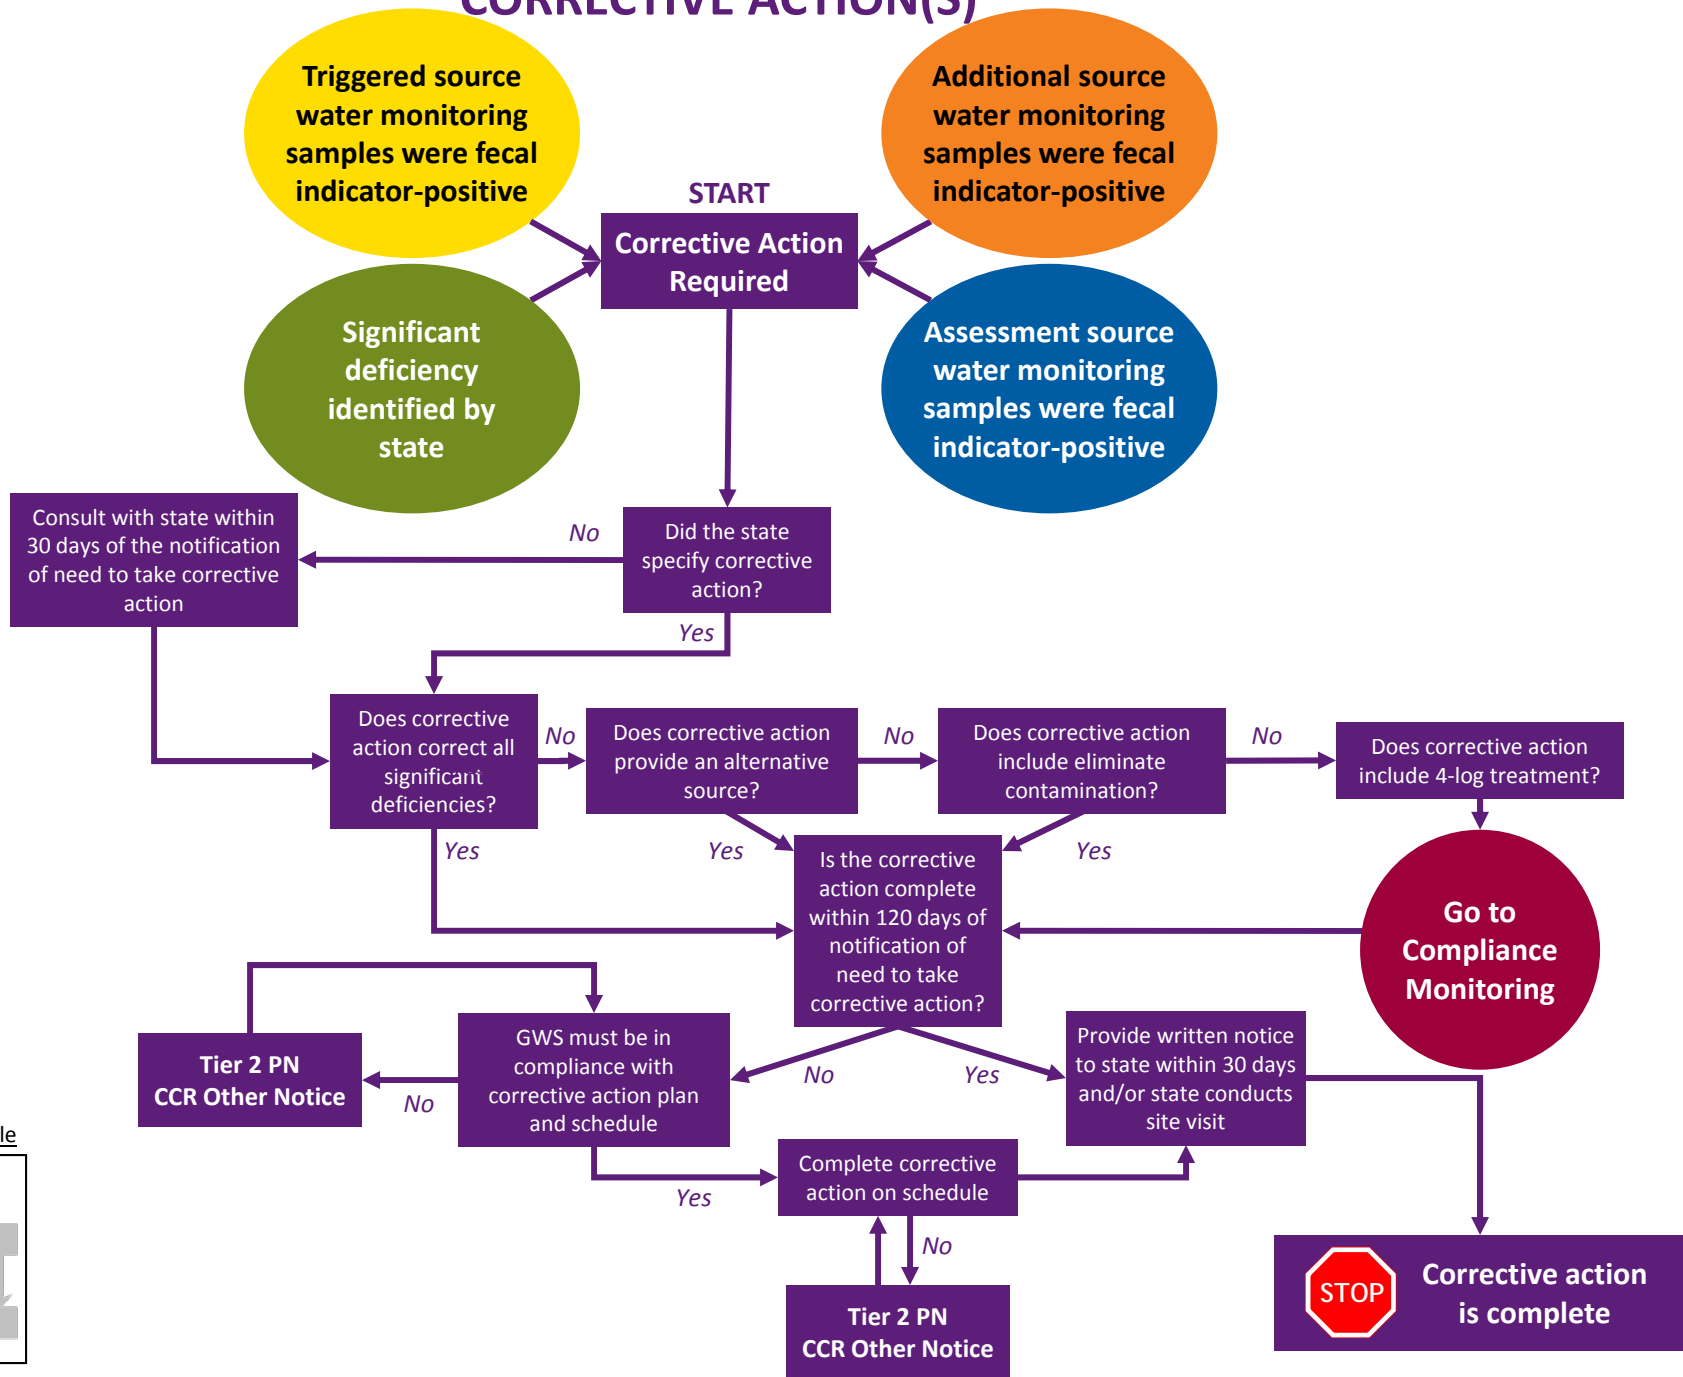 CORRECTIVE ACTION(S)
Triggered source
water monitoring
samples were fecal
indicator-positive
Additional source
water monitoring
samples were fecal
indicator-positive
START
Corrective Action
Required
Significant
deficiency
identified by
state
Assessment source
water monitoring
samples were fecal
indicator-positive
Consult with state within
30 days of the notification
of need to take corrective
action
No
Did the state
specify corrective
action?
Yes
Does corrective
action correct all
significant
deficiencies?
No
Does corrective action
provide an alternative
source?
No
Does corrective action
include eliminate
contamination?
No
Does corrective action
include 4-log treatment?
Yes
Yes
Yes
Is the corrective
action complete
within 120 days of
notification of
need to take
corrective action?
Go to
Compliance
Monitoring
Tier 2 PN
CCR Other Notice
No
GWS must be in
compliance with
corrective action plan
and schedule
No
Yes
Provide written notice
to state within 30 days
and/or state conducts
site visit
Yes
Complete corrective
action on schedule
No
Tier 2 PN
CCR Other Notice
STOP
Corrective action
is complete